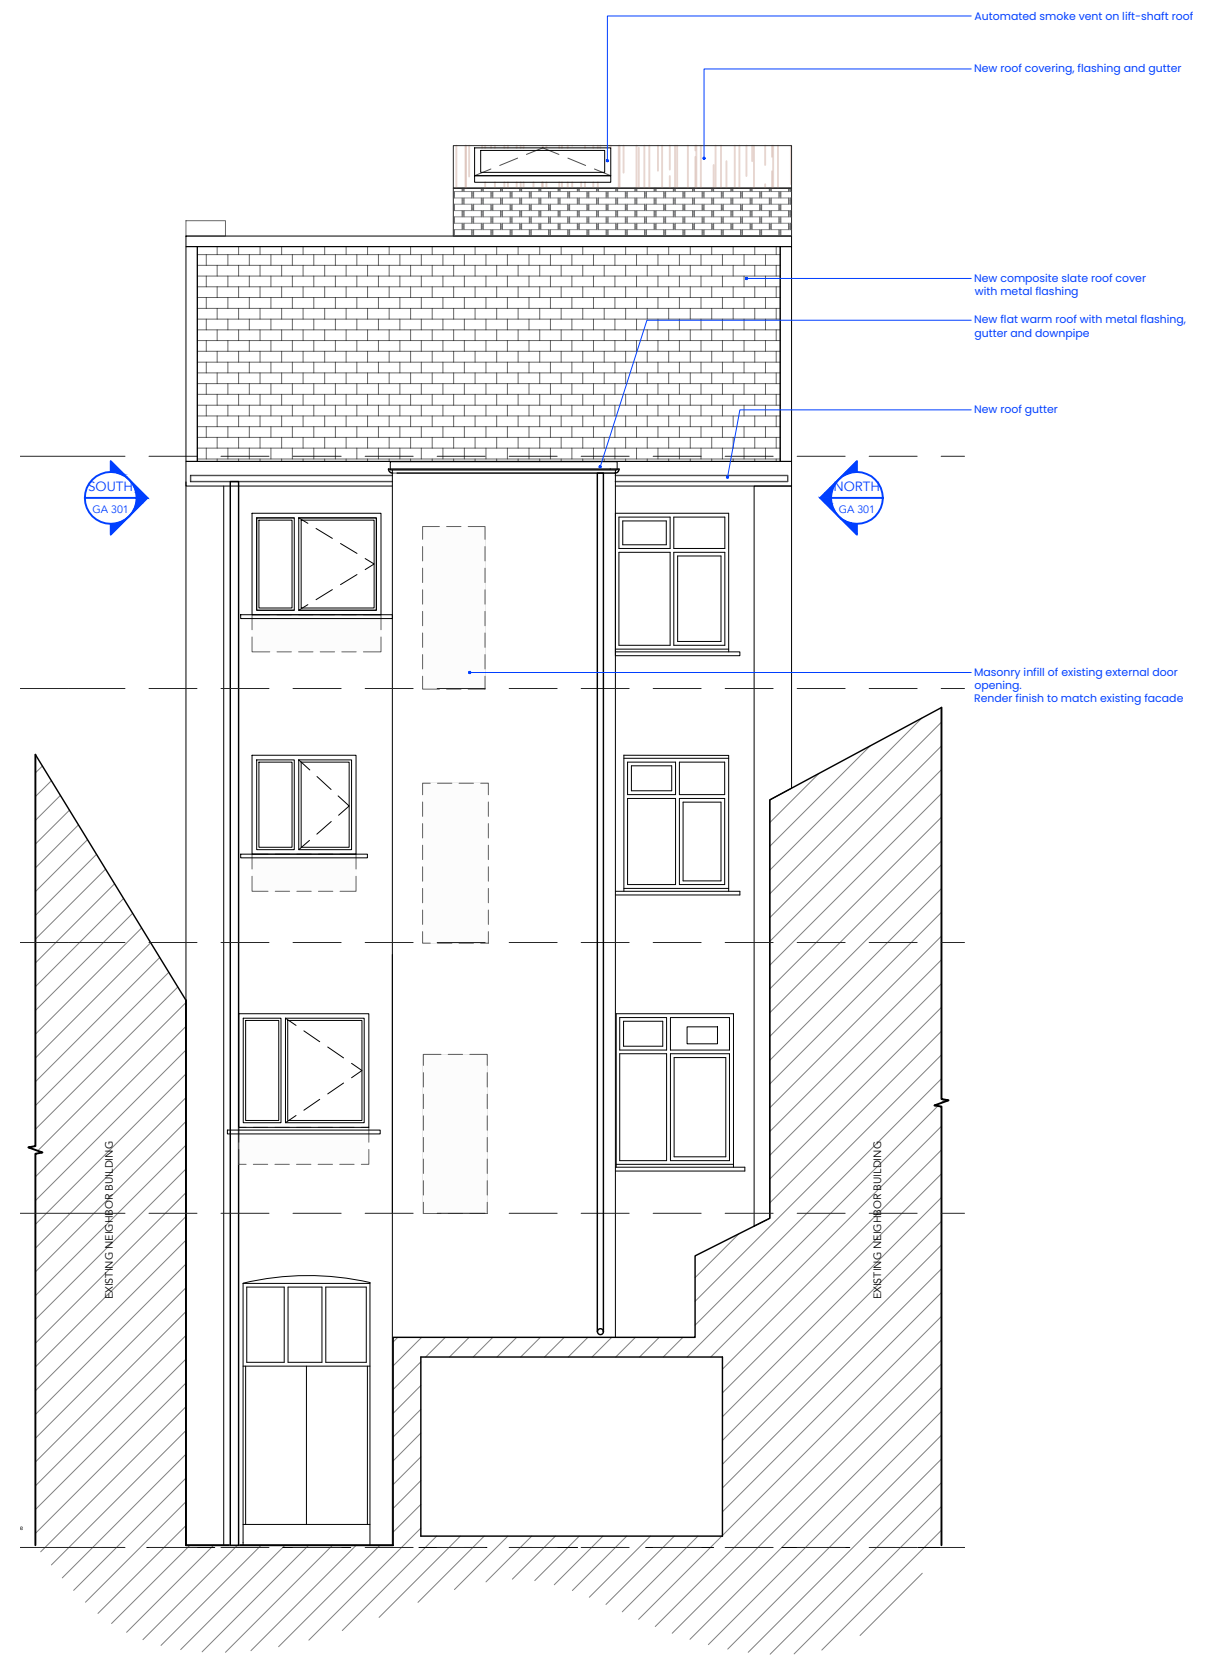 Automated smoke vent on lift-shaft roof
New roof covering, flashing and gutter
New composite slate roof cover
with metal flashing
New flat warm roof with metal flashing,
gutter and downpipe
New roof gutter
SOUTH
GA 301
NORTH
GA 301
Masonry infill of existing external door
opening.
Render finish to match existing facade
EXISTING NEIGHBOR BUILDING
EXISTING NEIGHBOR BUILDING